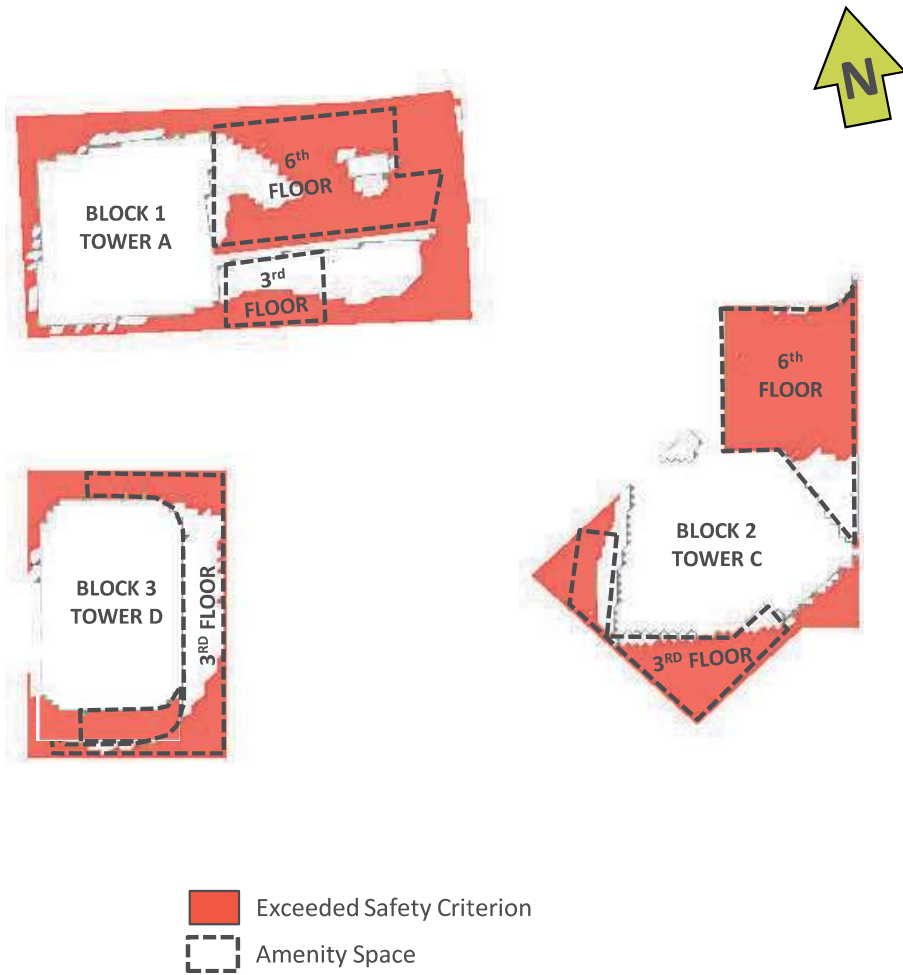 N
6th
FLOOR
BLOCK 1
TOWER A
3rd
FLOOR
6th
FLOOR
BLOCK 2
TOWER C
3RD FLOOR
BLOCK 3
TOWER D
3RD FLOOR
Exceeded Safety Criterion
Amenity Space